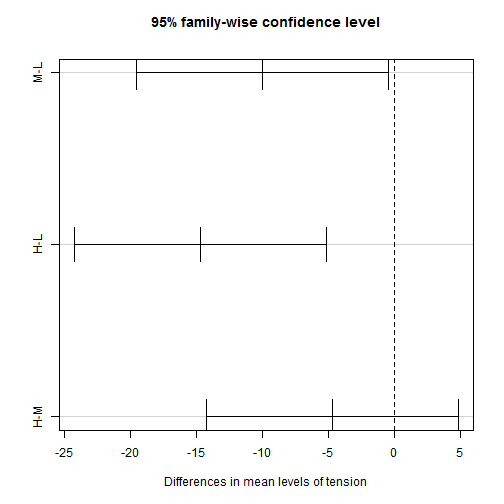 95% family-wise confidence level
M-L
H-L
H-M
-25 -20 -15 -10 -5 0 5
Differences in mean levels of tension